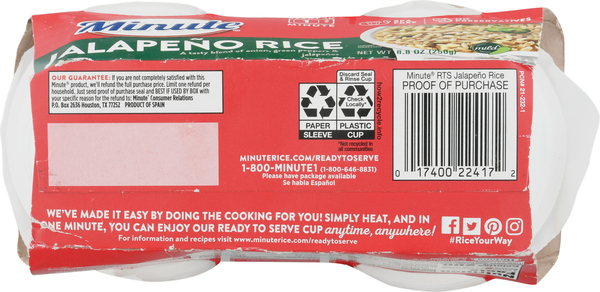 Minute®
JALAPEÑO RICE
A tasty blend of onion, green peppers & jalapeños
NET WT 8.8 OZ (250g)
mild
OUR GUARANTEE: If you are not completely satisfied with this
Minute® product, we'll refund the full purchase price. Limit one refund per
household. Just send proof of purchase seal and BEST IF USED BY BOX with
your specific reason for the refund to: Minute® Consumer Relations
P.O. Box 2636 Houston, TX 77252 PRODUCT OF SPAIN
Discard Seal
& Rinse Cup
Check
Locally*
PAPER
PLASTIC
SLEEVE
CUP
*Not recycled in
all communities
how2recycle.info
Minute® RTS Jalapeño Rice
PROOF OF PURCHASE
0 17400 22417 2
PCM# 21-232-1
MINUTERICE.COM/READYTOSERVE
1-800-MINUTE1 (1-800-646-8831)
Please have package available
Se habla Español
WE'VE MADE IT EASY BY DOING THE COOKING FOR YOU! SIMPLY HEAT, AND IN
ONE MINUTE, YOU CAN ENJOY OUR READY TO SERVE CUP anytime, anywhere!
For information and recipes visit www.minuterice.com/readytoserve
#RiceYourWay